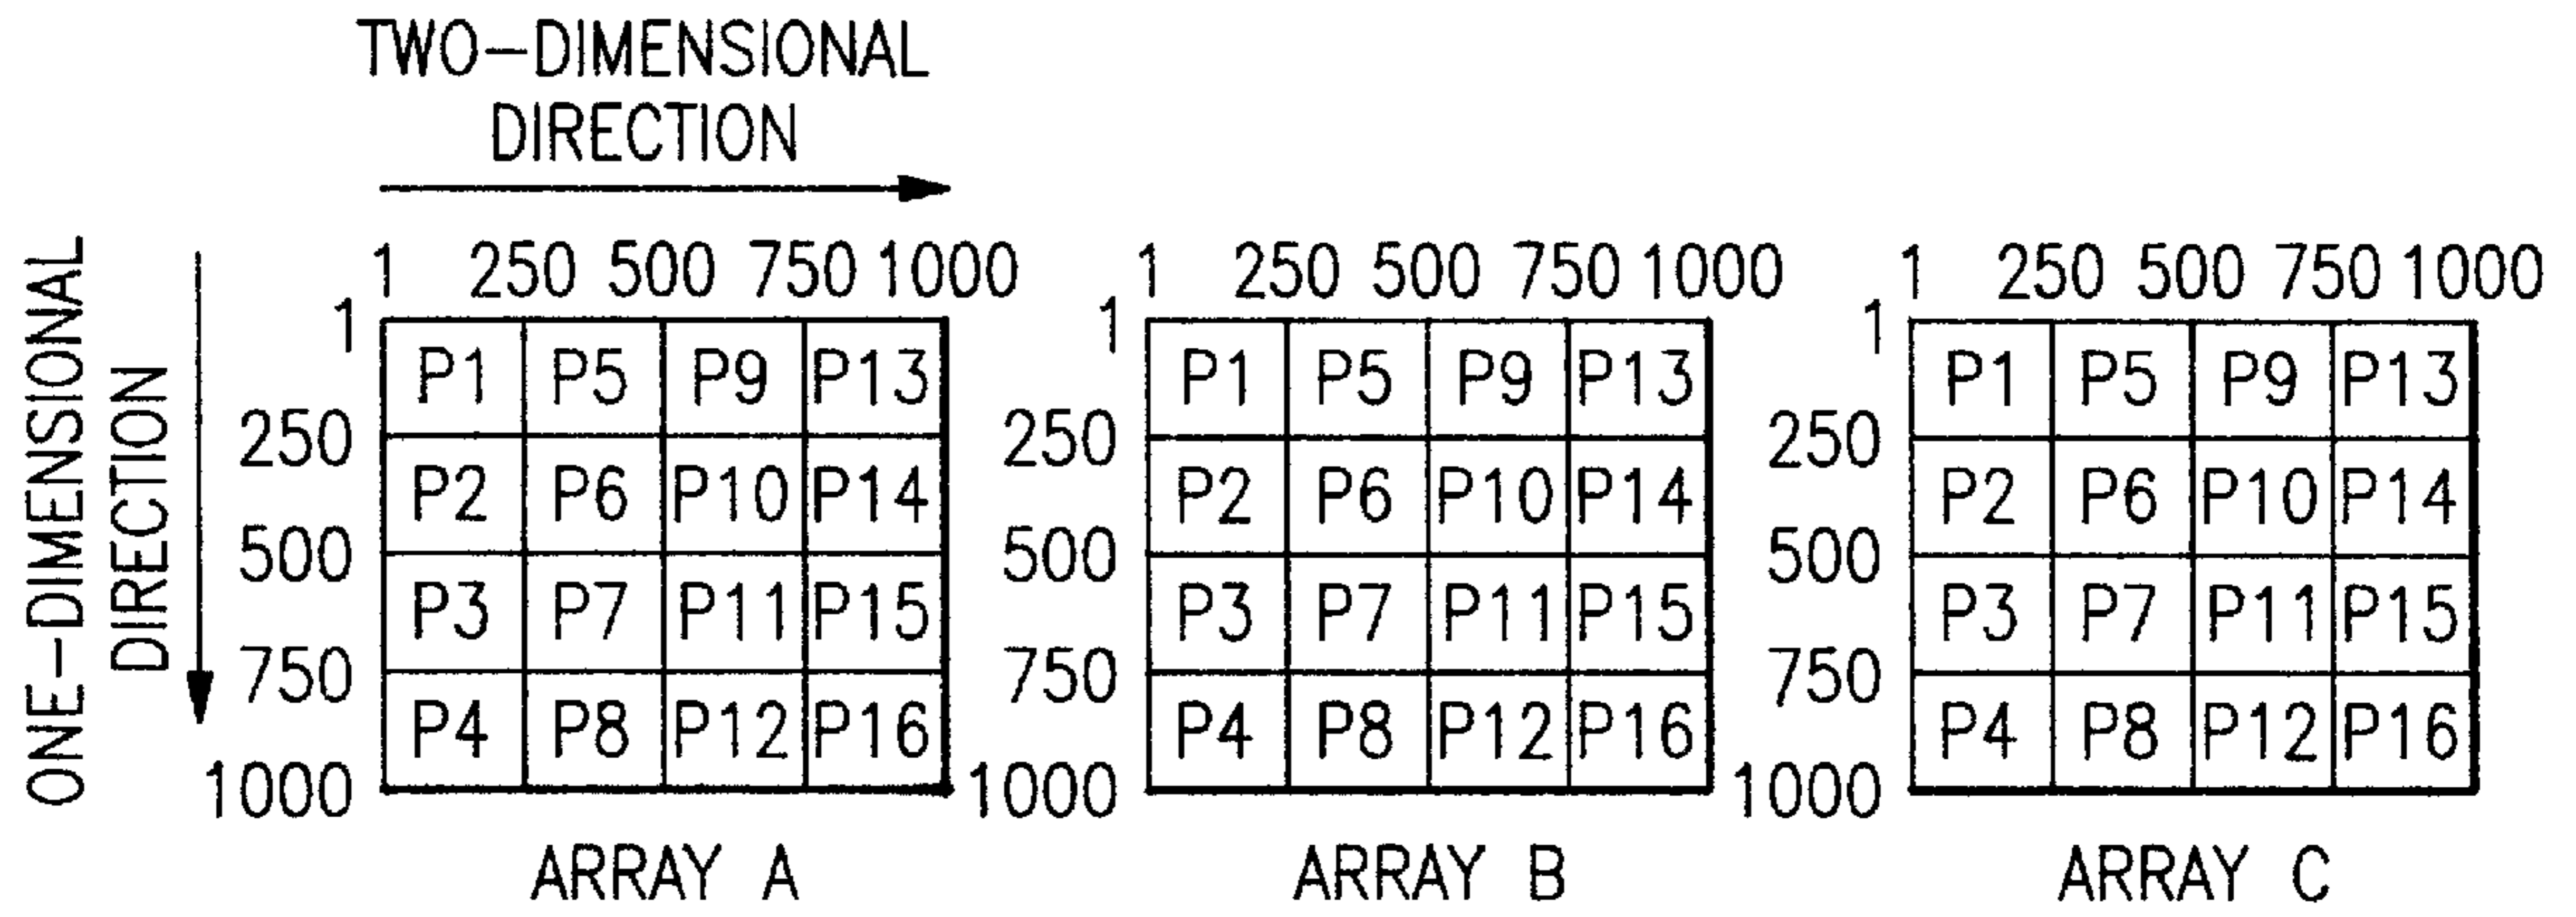 TWO-DIMENSIONAL
DIRECTION
ONE-DIMENSIONAL
DIRECTION
1 250 500 750 1000
1
P1 P5 P9 P13
250
P2 P6 P10 P14
500
P3 P7 P11 P15
750
P4 P8 P12 P16
1000
ARRAY A
1 250 500 750 1000
1
P1 P5 P9 P13
250
P2 P6 P10 P14
500
P3 P7 P11 P15
750
P4 P8 P12 P16
1000
ARRAY B
1 250 500 750 1000
1
P1 P5 P9 P13
250
P2 P6 P10 P14
500
P3 P7 P11 P15
750
P4 P8 P12 P16
1000
ARRAY C